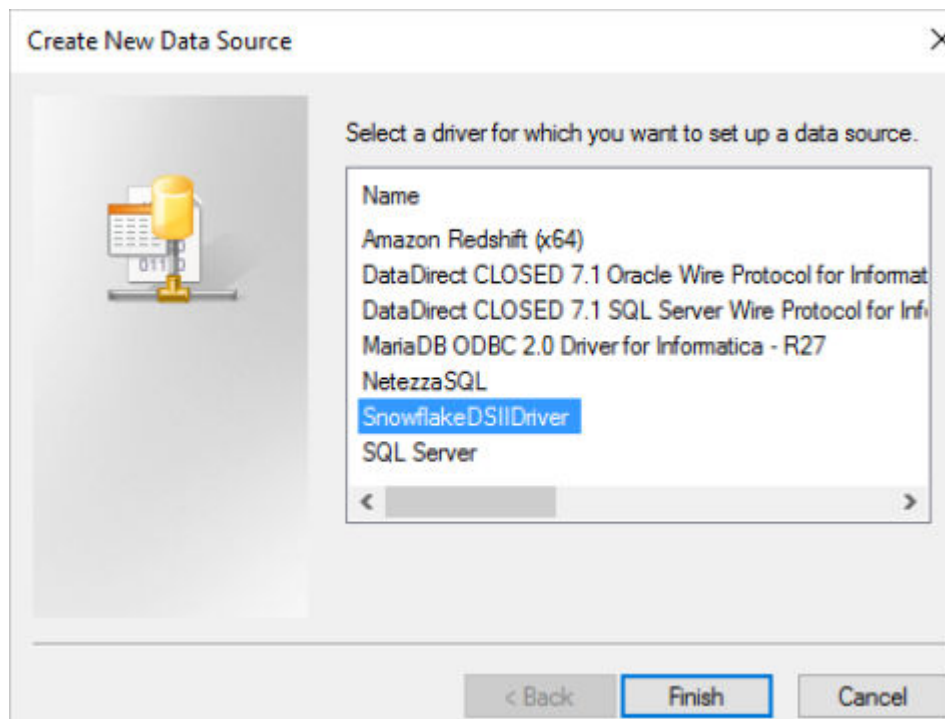 Create New Data Source
Select a driver for which you want to set up a data source.
Name
Amazon Redshift (x64)
DataDirect CLOSED 7.1 Oracle Wire Protocol for Informat
DataDirect CLOSED 7.1 SQL Server Wire Protocol for Inf
MariaDB ODBC 2.0 Driver for Informatica - R27
NetezzaSQL
SnowflakeDSIIDriver
SQL Server
< Back
Finish
Cancel